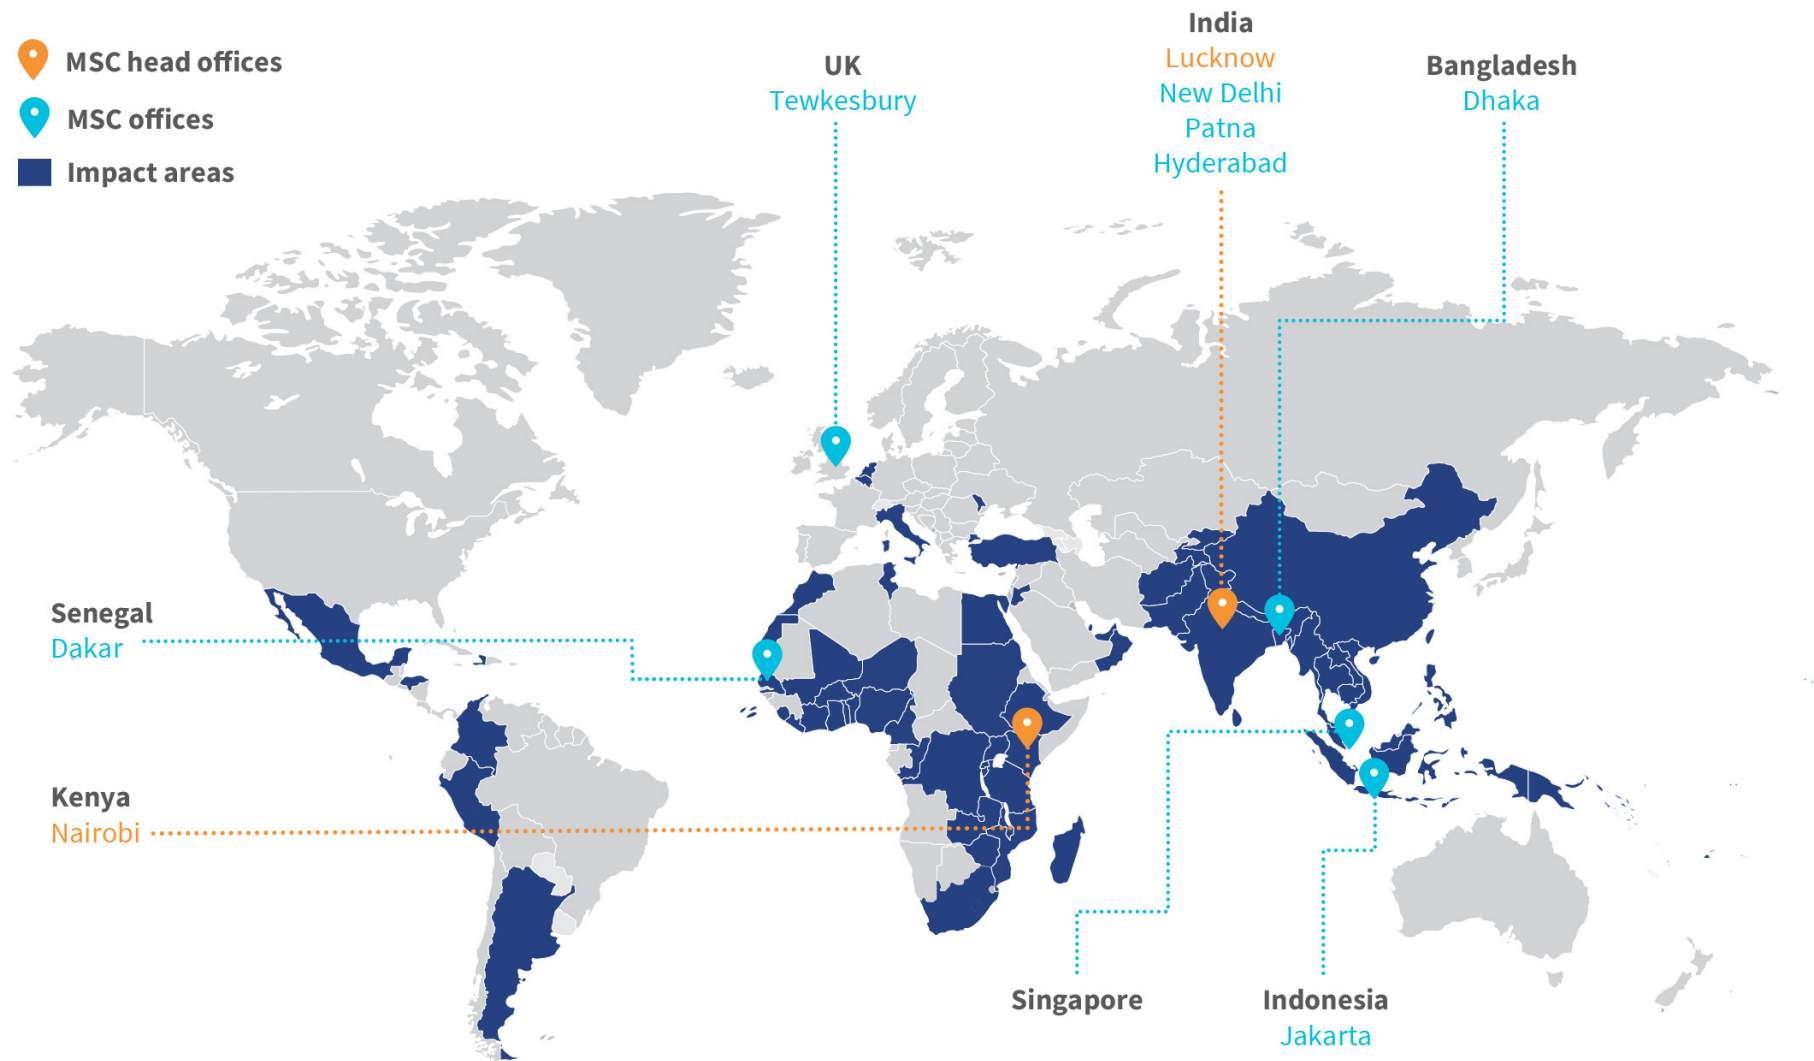 MSC head offices
MSC offices
Impact areas
UK
Tewkesbury
India
Lucknow
New Delhi
Patna
Hyderabad
Bangladesh
Dhaka
Senegal
Dakar
Kenya
Nairobi
Singapore
Indonesia
Jakarta